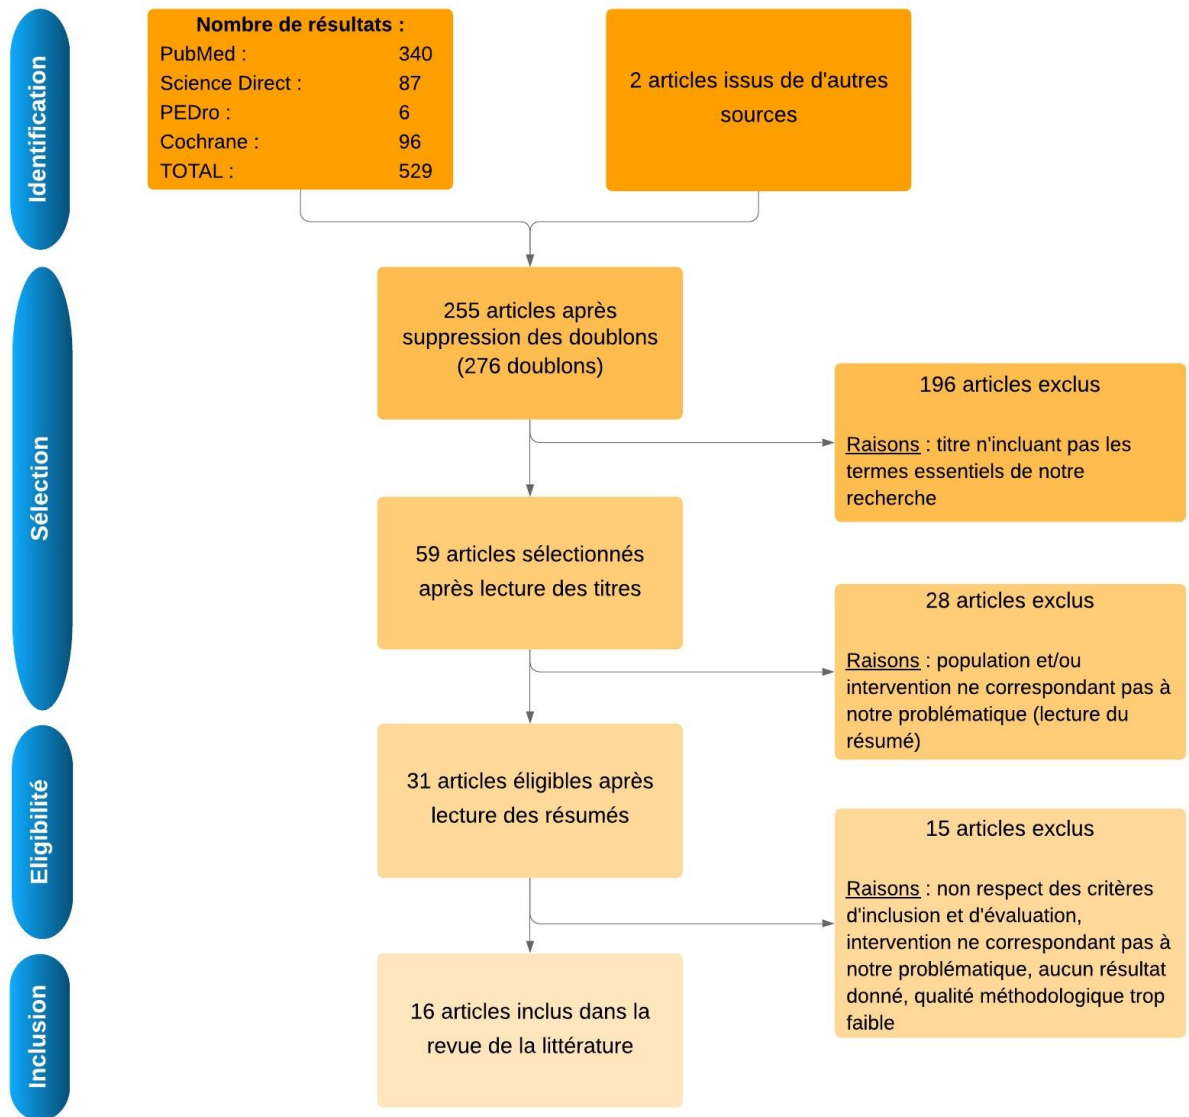 Identification
Nombre de résultats :
PubMed : 340
Science Direct : 87
PEDro : 6
Cochrane : 96
TOTAL : 529
2 articles issus de d'autres
sources
Sélection
255 articles après
suppression des doublons
(276 doublons)
196 articles exclus
Raisons : titre n'incluant pas les
termes essentiels de notre
recherche
59 articles sélectionnés
après lecture des titres
28 articles exclus
Raisons : population et/ou
intervention ne correspondant pas à
notre problématique (lecture du
résumé)
Eligibilité
31 articles éligibles après
lecture des résumés
15 articles exclus
Raisons : non respect des critères
d'inclusion et d'évaluation,
intervention ne correspondant pas à
notre problématique, aucun résultat
donné, qualité méthodologique trop
faible
Inclusion
16 articles inclus dans la
revue de la littérature